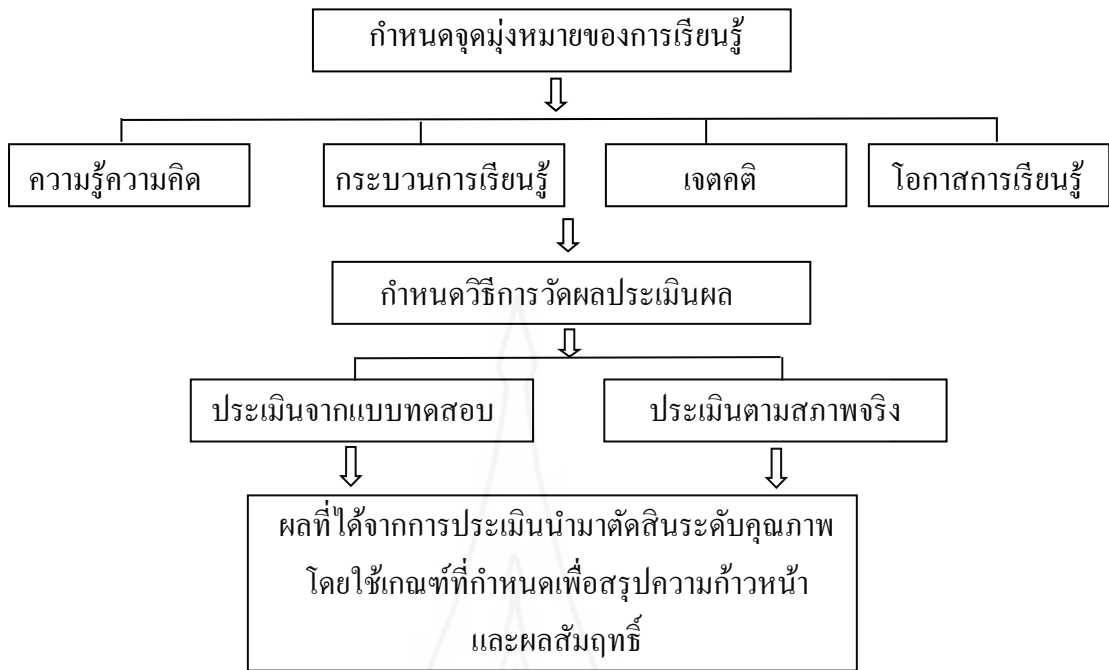 กำหนดจุดมุ่งหมายของการเรียนรู้
ความรู้ความคิด
กระบวนการเรียนรู้
เจตคติ
โอกาสการเรียนรู้
กำหนดวิธีการวัดผลประเมินผล
ประเมินจากแบบทดสอบ
ประเมินตามสภาพจริง
ผลที่ได้จากการประเมินนำมาตัดสินระดับคุณภาพ
โดยใช้เกณฑ์ที่กำหนดเพื่อสรุปความก้าวหน้า
และผลสัมฤทธิ์